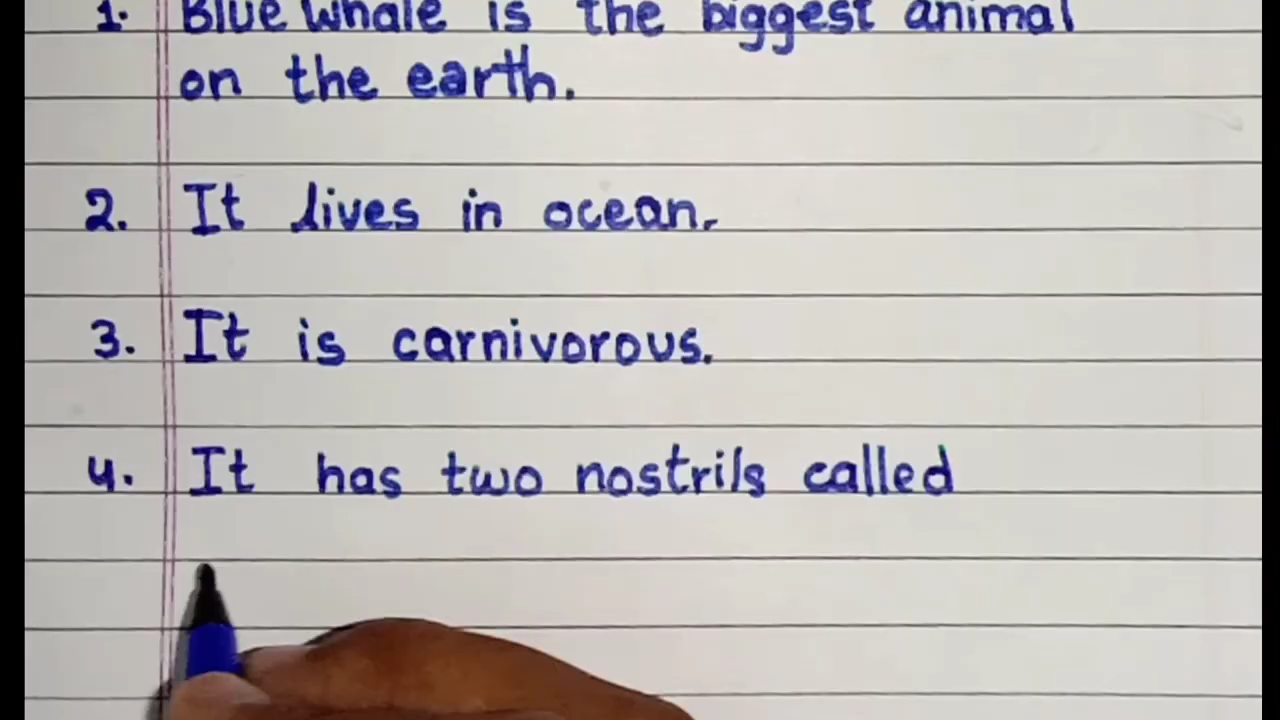 1. Blue Whale is the biggest animal
on the earth.
2. It lives in ocean.
3. It is carnivorous.
4. It has two nostrils called